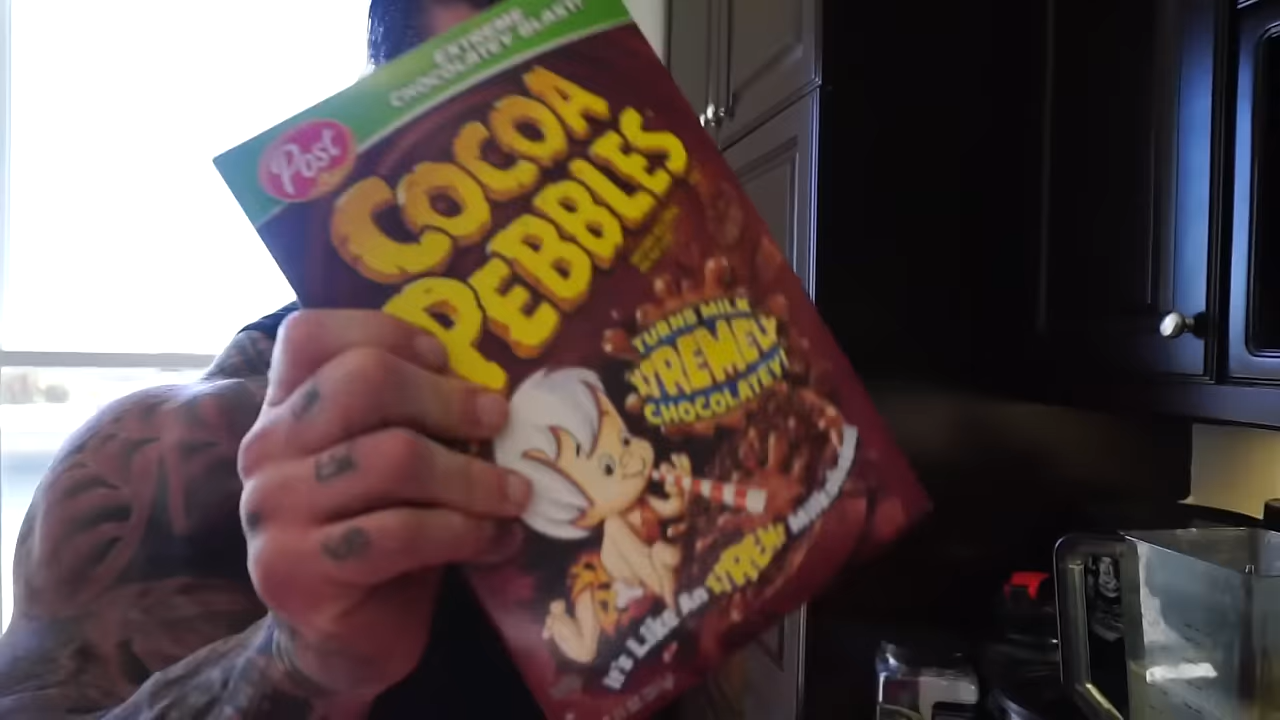 EXTREME
CHOCOLATEY BLAST!
Post
COCOA
PEBBLES
TURNS MILK
XTREMELY
CHOCOLATEY!
It's Like An XTREME Milkshake